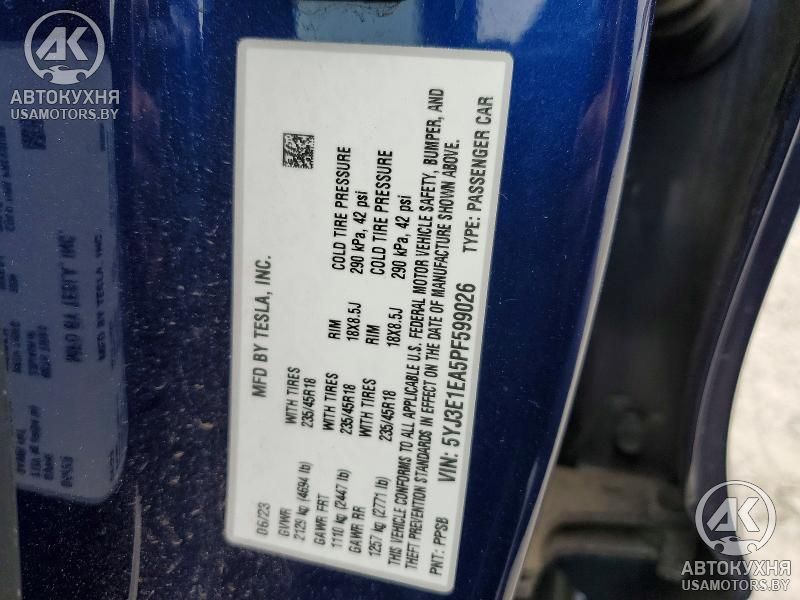 AK
АВТОКУХНЯ
USAMOTORS.BY
MFD BY TESLA, INC.
06/23
GVWR
2129 kg (4694 lb)
GAWR FRT WITH TIRES RIM COLD TIRE PRESSURE
1110 kg (2447 lb) 235/45R18 18X8.5J 290 kPa, 42 psi
GAWR RR WITH TIRES RIM COLD TIRE PRESSURE
1257 kg (2771 lb) 235/45R18 18X8.5J 290 kPa, 42 psi
THIS VEHICLE CONFORMS TO ALL APPLICABLE U.S. FEDERAL MOTOR VEHICLE SAFETY, BUMPER, AND
THEFT PREVENTION STANDARDS IN EFFECT ON THE DATE OF MANUFACTURE SHOWN ABOVE.
VIN: 5YJ3E1EA5PF599026 TYPE: PASSENGER CAR
PNT: PPSB
AK
АВТОКУХНЯ
USAMOTORS.BY